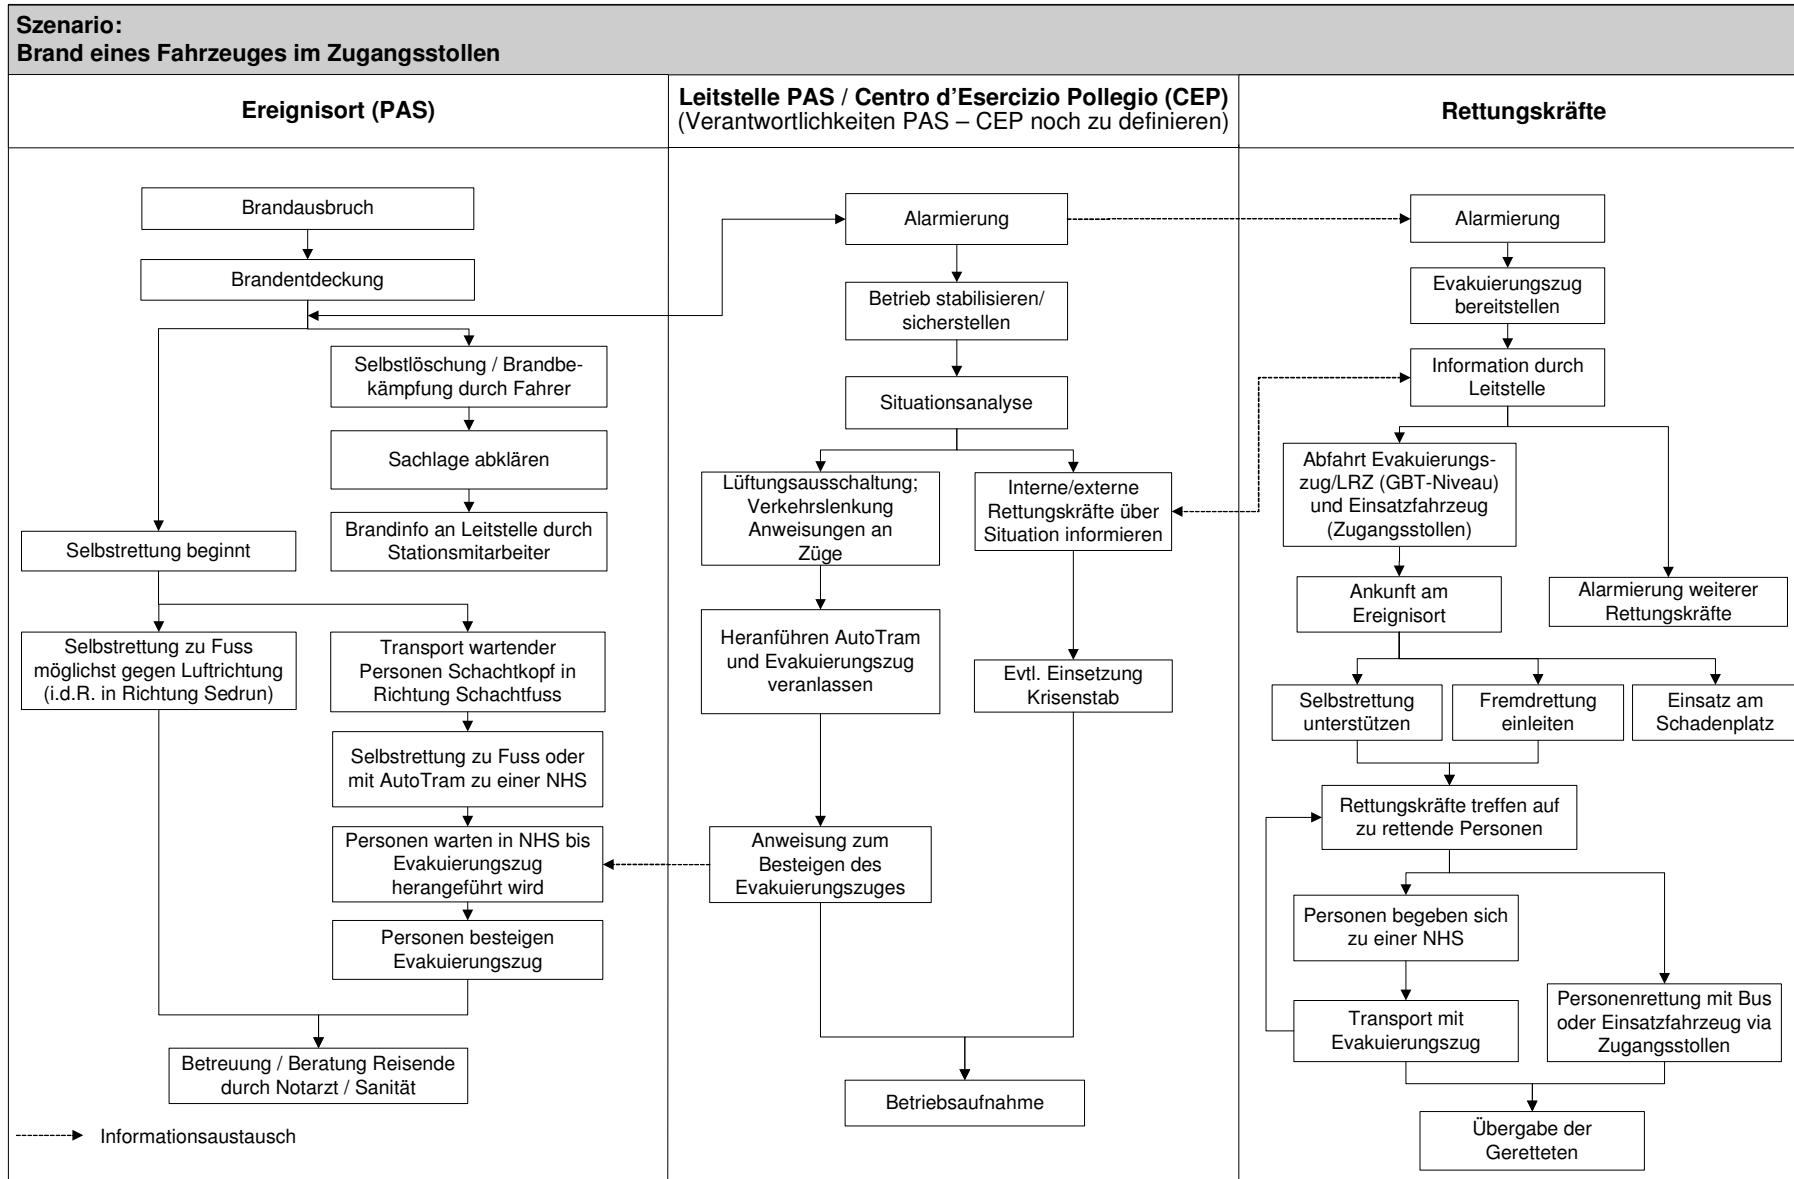 Szenario:
Brand eines Fahrzeuges im Zugangsstollen
Ereignisort (PAS)
Leitstelle PAS / Centro d'Esercizio Pollegio (CEP)
(Verantwortlichkeiten PAS – CEP noch zu definieren)
Rettungskräfte
Brandausbruch
Brandentdeckung
Selbstlöschung / Brandbe-
kämpfung durch Fahrer
Sachlage abklären
Brandinfo an Leitstelle durch
Stationsmitarbeiter
Selbstrettung beginnt
Selbstrettung zu Fuss
möglichst gegen Luftrichtung
(i.d.R. in Richtung Sedrun)
Transport wartender
Personen Schachtkopf in
Richtung Schachtfuss
Selbstrettung zu Fuss oder
mit AutoTram zu einer NHS
Personen warten in NHS bis
Evakuierungszug
herangeführt wird
Personen besteigen
Evakuierungszug
Betreuung / Beratung Reisende
durch Notarzt / Sanität
Informationsaustausch
Alarmierung
Betrieb stabilisieren/
sicherstellen
Situationsanalyse
Lüftungsausschaltung;
Verkehrslenkung
Anweisungen an
Züge
Interne/externe
Rettungskräfte über
Situation informieren
Heranführen AutoTram
und Evakuierungszug
veranlassen
Evtl. Einsetzung
Krisenstab
Anweisung zum
Besteigen des
Evakuierungszuges
Betriebsaufnahme
Alarmierung
Evakuierungszug
bereitstellen
Information durch
Leitstelle
Abfahrt Evakuierungs-
zug/LRZ (GBT-Niveau)
und Einsatzfahrzeug
(Zugangsstollen)
Ankunft am
Ereignisort
Alarmierung weiterer
Rettungskräfte
Selbstrettung
unterstützen
Fremdrettung
einleiten
Einsatz am
Schadenplatz
Rettungskräfte treffen auf
zu rettende Personen
Personen begeben sich
zu einer NHS
Transport mit
Evakuierungszug
Personenrettung mit Bus
oder Einsatzfahrzeug via
Zugangsstollen
Übergabe der
Geretteten